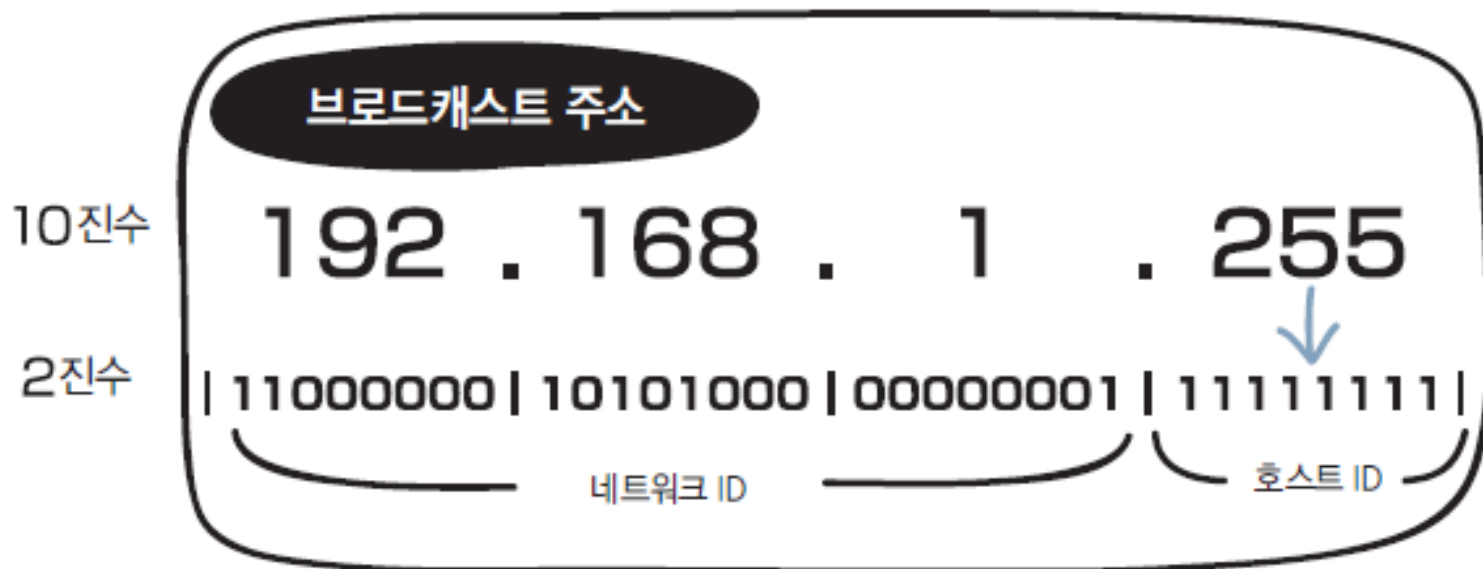 브로드캐스트 주소
10진수 192 . 168 . 1 . 255
2진수 | 11000000 | 10101000 | 00000001 | 11111111 |
네트워크 ID 호스트 ID